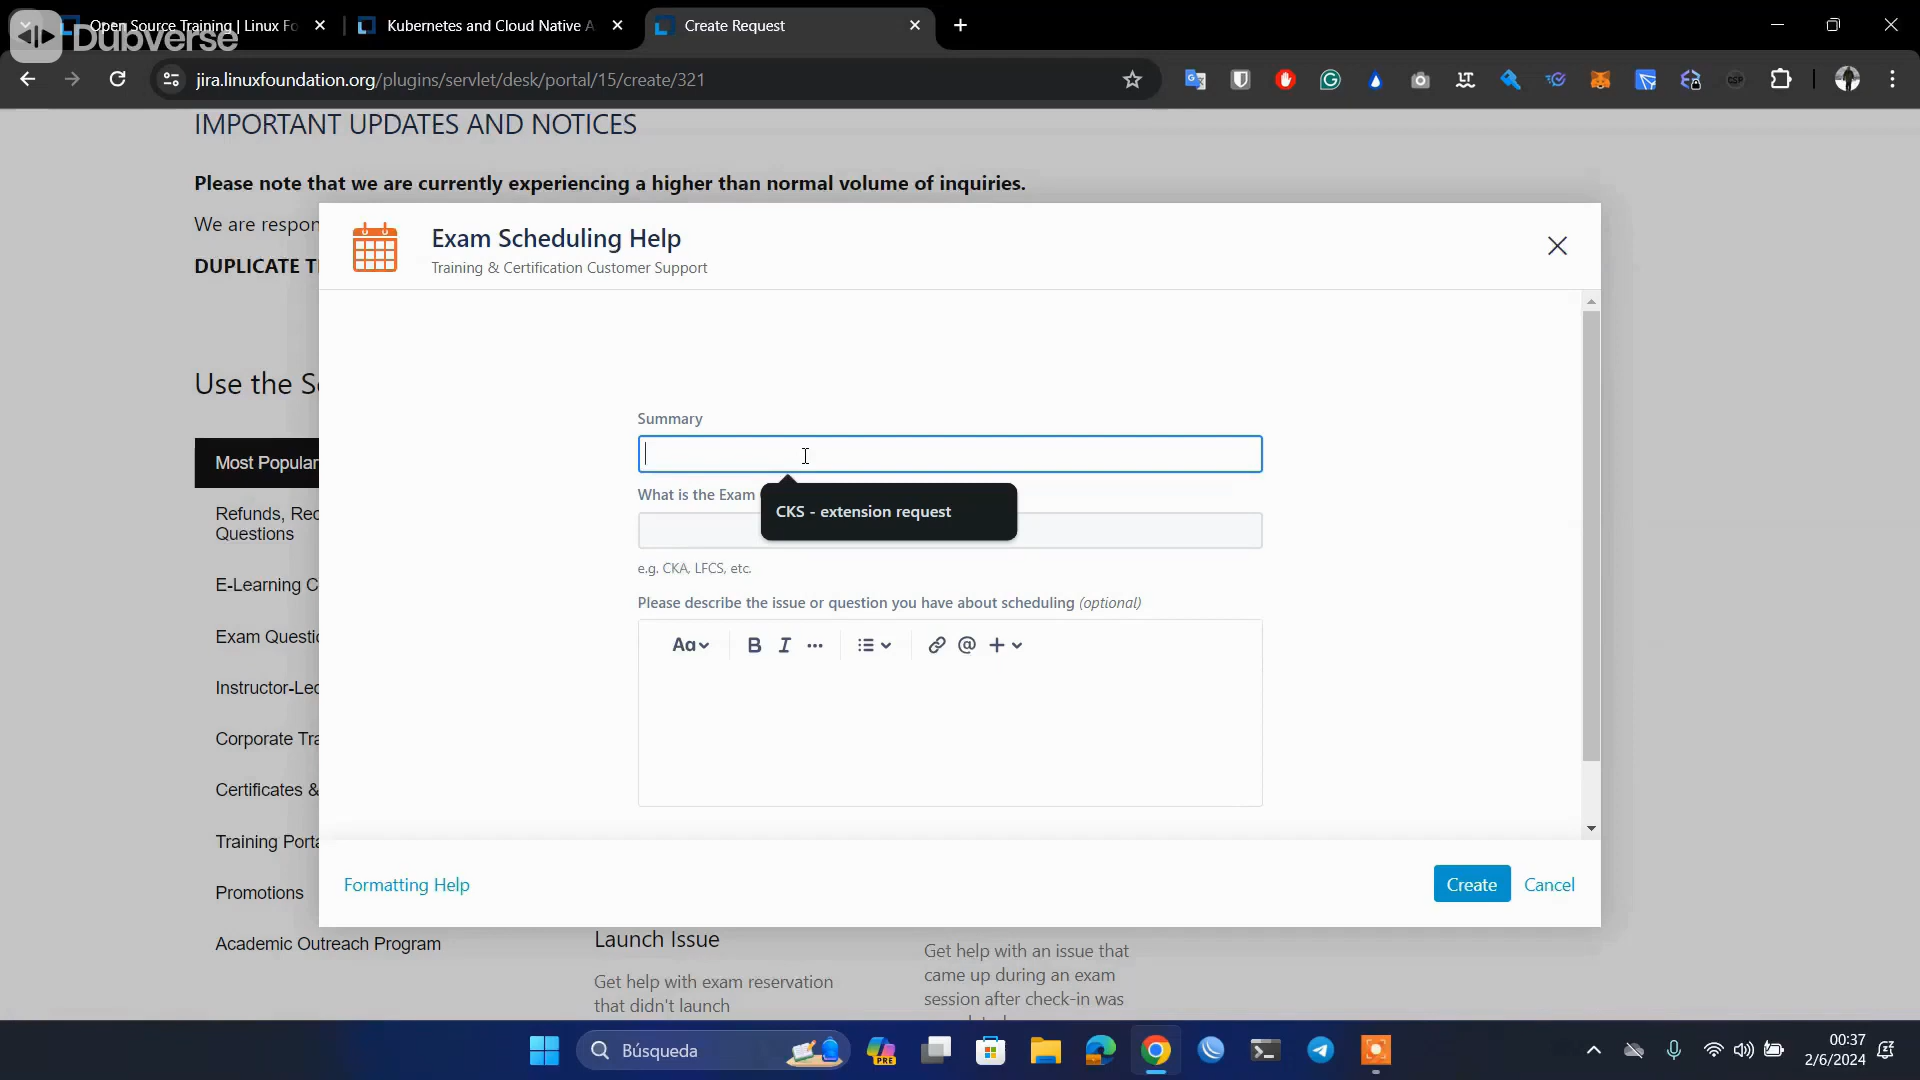 Open Source Training | Linux Fo
Kubernetes and Cloud Native A
Create Request
Dubverse
jira.linuxfoundation.org/plugins/servlet/desk/portal/15/create/321
IMPORTANT UPDATES AND NOTICES
Please note that we are currently experiencing a higher than normal volume of inquiries.
We are respon
DUPLICATE
Exam Scheduling Help
Training & Certification Customer Support
Use the
Most Popular
Refunds,
Questions
E-Learning
Exam
Instructor-Led
Corporate
Certificates &
Training
Promotions
Academic Outreach Program
Summary
What is the Exam
CKS - extension request
e.g. CKA, LFCS, etc.
Please describe the issue or question you have about scheduling (optional)
Aa
B I ...
@ +
Formatting Help
Create
Cancel
Launch Issue
Get help with exam reservation
that didn't launch
Get help with an issue that
came up during an exam
session after check-in was
Búsqueda
PRE
00:37
2/6/2024